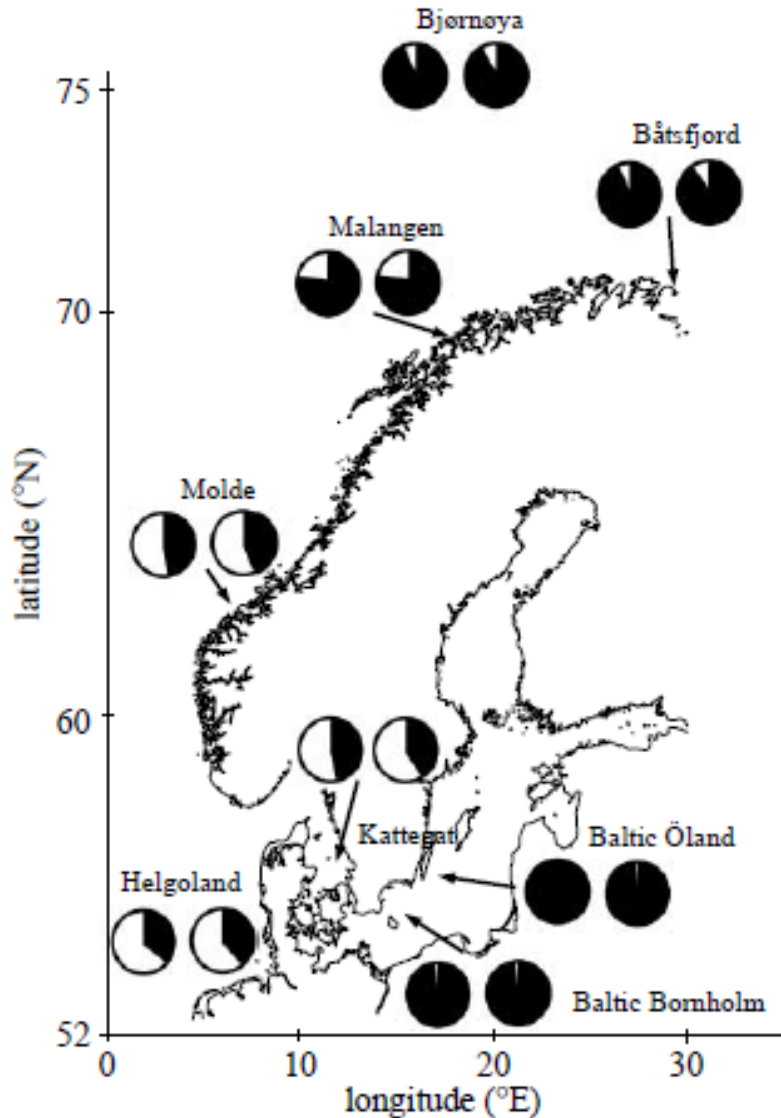 Bjørnøya
75
Båtsfjord
Malangen
70
latitude (°N)
Molde
60
Kattegat
Baltic Öland
Helgoland
Baltic Bornholm
52
0
10
20
30
longitude (°E)